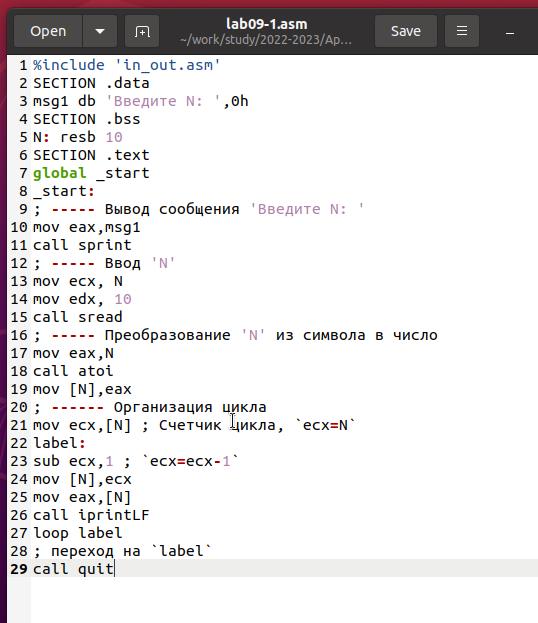 Open
lab09-1.asm
~/work/study/2022-2023/Ap...
Save
1 %include 'in_out.asm'
2 SECTION .data
3 msg1 db 'Введите N: ',0h
4 SECTION .bss
5 N: resb 10
6 SECTION .text
7 global _start
8 _start:
9 ; ----- Вывод сообщения 'Введите N: '
10 mov eax,msg1
11 call sprint
12 ; ----- Ввод 'N'
13 mov ecx, N
14 mov edx, 10
15 call sread
16 ; ----- Преобразование 'N' из символа в число
17 mov eax,N
18 call atoi
19 mov [N],eax
20 ; ------ Организация цикла
21 mov ecx,[N] ; Счетчик цикла, `ecx=N`
22 label:
23 sub ecx,1 ; `ecx=ecx-1`
24 mov [N],ecx
25 mov eax,[N]
26 call iprintLF
27 loop label
28 ; переход на `label`
29 call quit